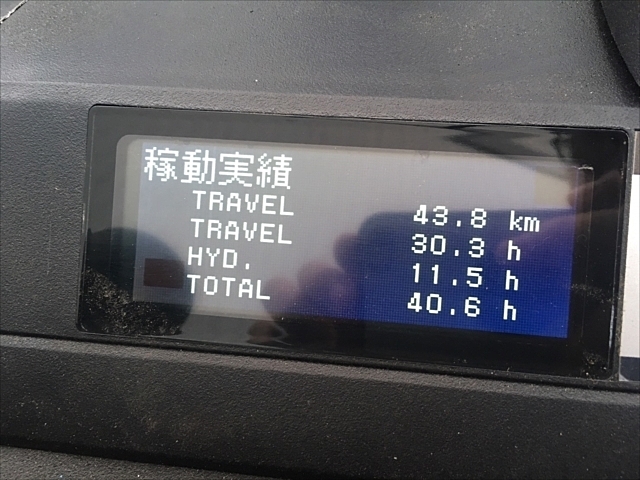 稼動実績
TRAVEL 43.8 km
TRAVEL 30.3 h
HYD. 11.5 h
TOTAL 40.6 h